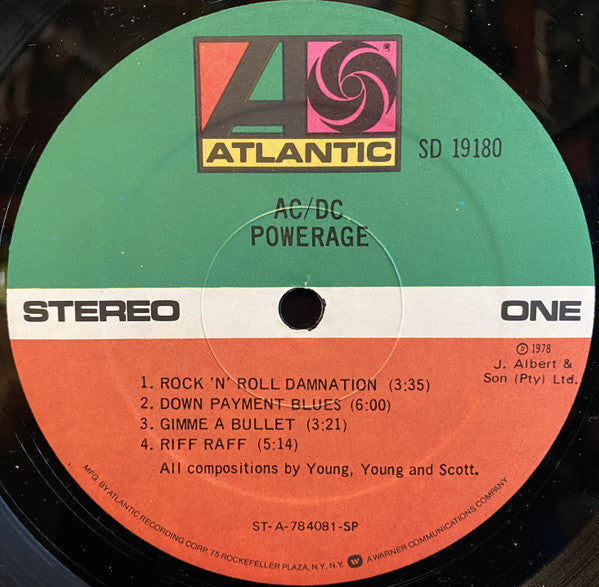 ATLANTIC
SD 19180
AC/DC
POWERAGE
STEREO ONE
℗ 1978
J. Albert &
Son (Pty) Ltd.
1. ROCK 'N' ROLL DAMNATION (3:35)
2. DOWN PAYMENT BLUES (6:00)
3. GIMME A BULLET (3:21)
4. RIFF RAFF (5:14)
All compositions by Young, Young and Scott.
ST-A-784081-SP
MFG. BY ATLANTIC RECORDING CORP., 75 ROCKEFELLER PLAZA, N.Y. N.Y. A WARNER COMMUNICATIONS COMPANY